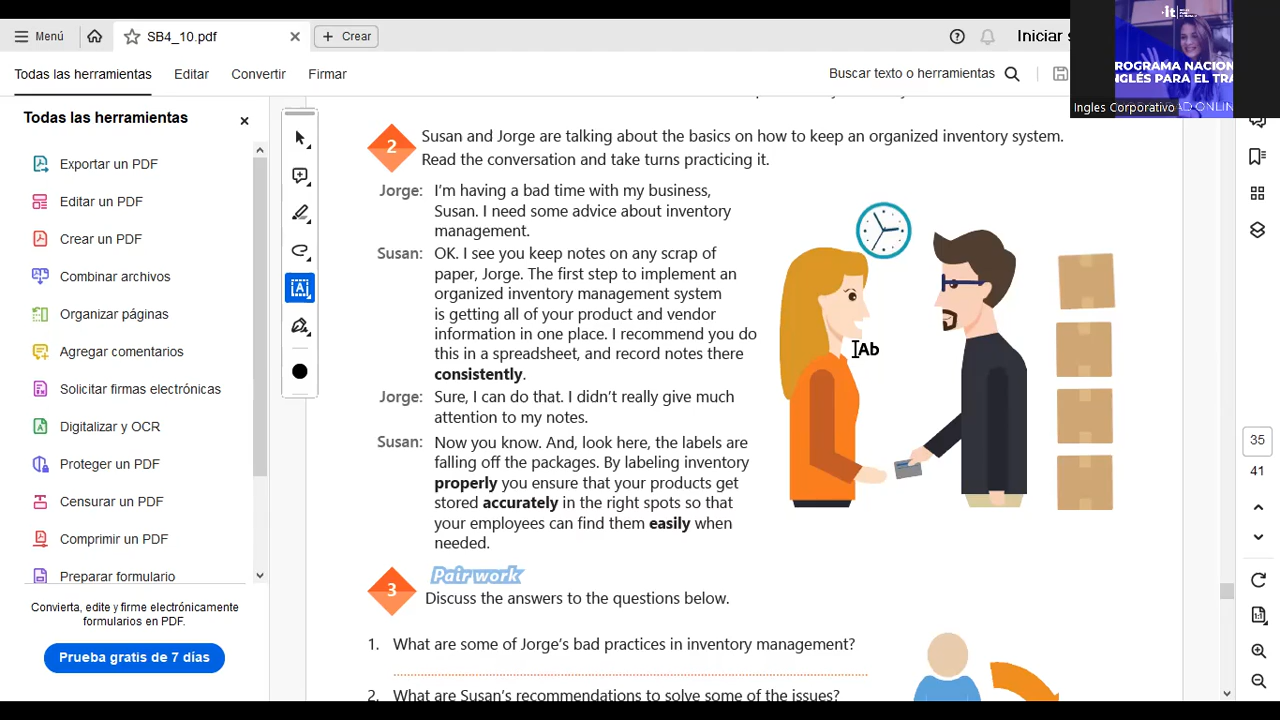 Menú
SB4_10.pdf
Crear
Iniciar s
Todas las herramientas
Editar
Convertir
Firmar
Buscar texto o herramientas
ROGRAMA NACION
NGLÉS PARA EL TRA
AD ONLIN
Ingles Corporativo
Todas las herramientas
Exportar un PDF
Editar un PDF
Crear un PDF
Combinar archivos
Organizar páginas
Agregar comentarios
Solicitar firmas electrónicas
Digitalizar y OCR
Proteger un PDF
Censurar un PDF
Comprimir un PDF
Preparar formulario
Convierta, edite y firme electrónicamente
formularios en PDF.
Prueba gratis de 7 días
2
Susan and Jorge are talking about the basics on how to keep an organized inventory system.
Read the conversation and take turns practicing it.
Jorge: I'm having a bad time with my business,
Susan. I need some advice about inventory
management.
Susan: OK. I see you keep notes on any scrap of
paper, Jorge. The first step to implement an
organized inventory management system
is getting all of your product and vendor
information in one place. I recommend you do
this in a spreadsheet, and record notes there
consistently.
Jorge: Sure, I can do that. I didn't really give much
attention to my notes.
Susan: Now you know. And, look here, the labels are
falling off the packages. By labeling inventory
properly you ensure that your products get
stored accurately in the right spots so that
your employees can find them easily when
needed.
Ab
3
Pair work
Discuss the answers to the questions below.
1. What are some of Jorge's bad practices in inventory management?
2. What are Susan's recommendations to solve some of the issues?
35
41
1:1